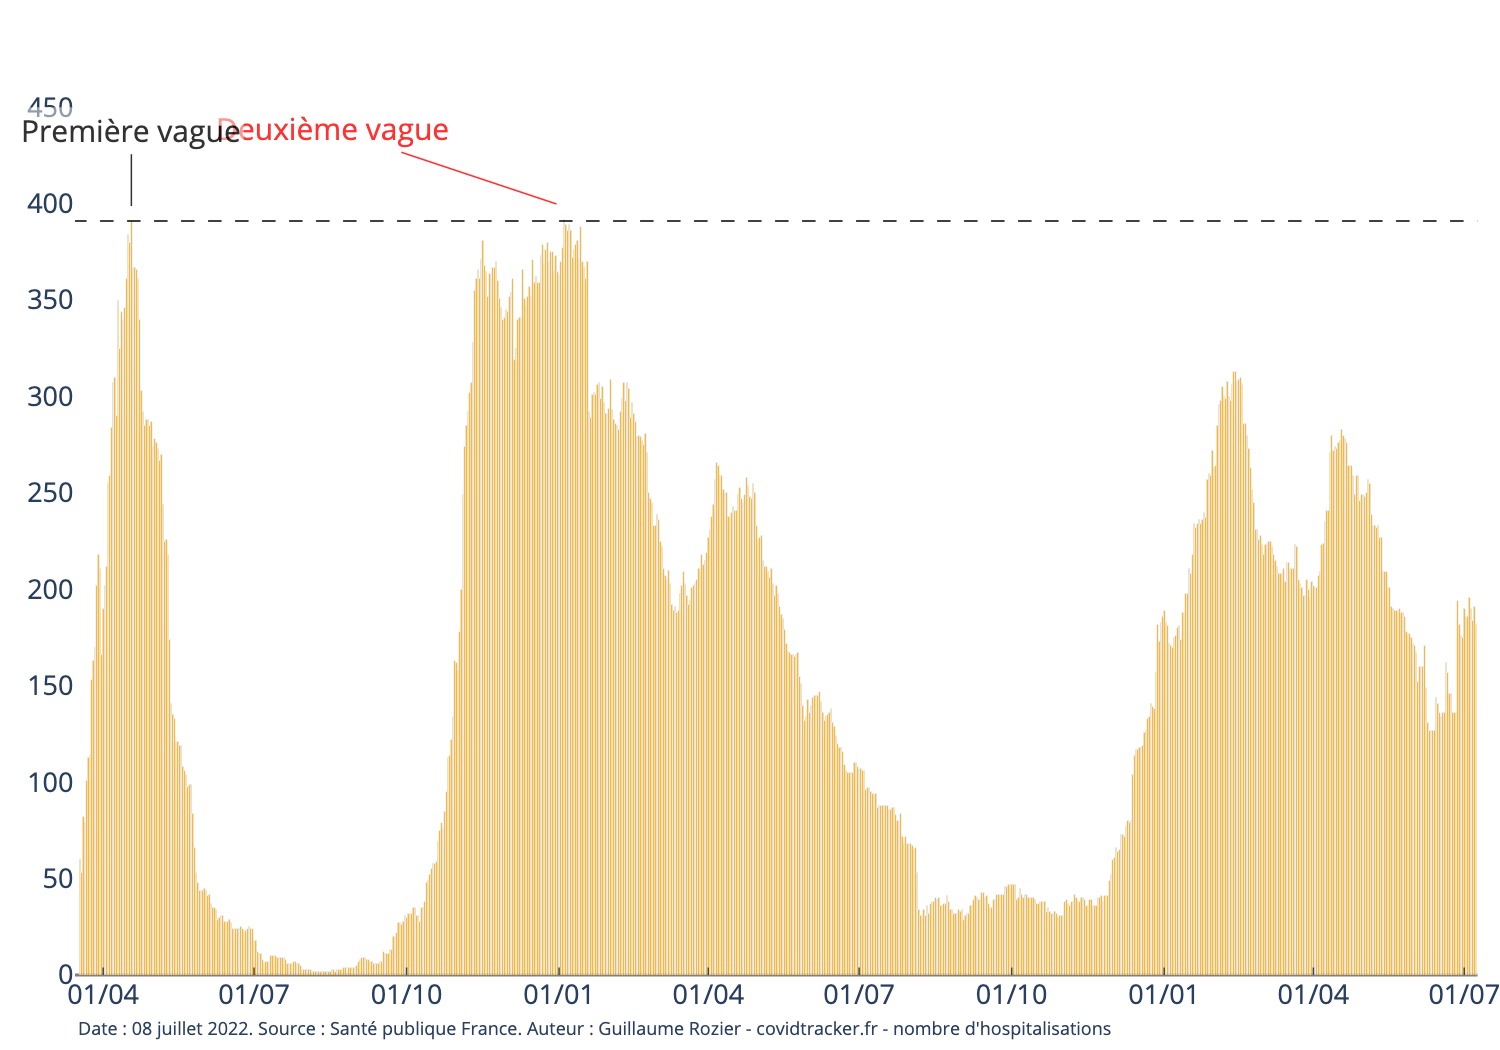 450
Première vague
Deuxième vague
400
350
300
250
200
150
100
50
0
01/04 01/07 01/10 01/01 01/04 01/07 01/10 01/01 01/04 01/07
Date : 08 juillet 2022. Source : Santé publique France. Auteur : Guillaume Rozier - covidtracker.fr - nombre d'hospitalisations